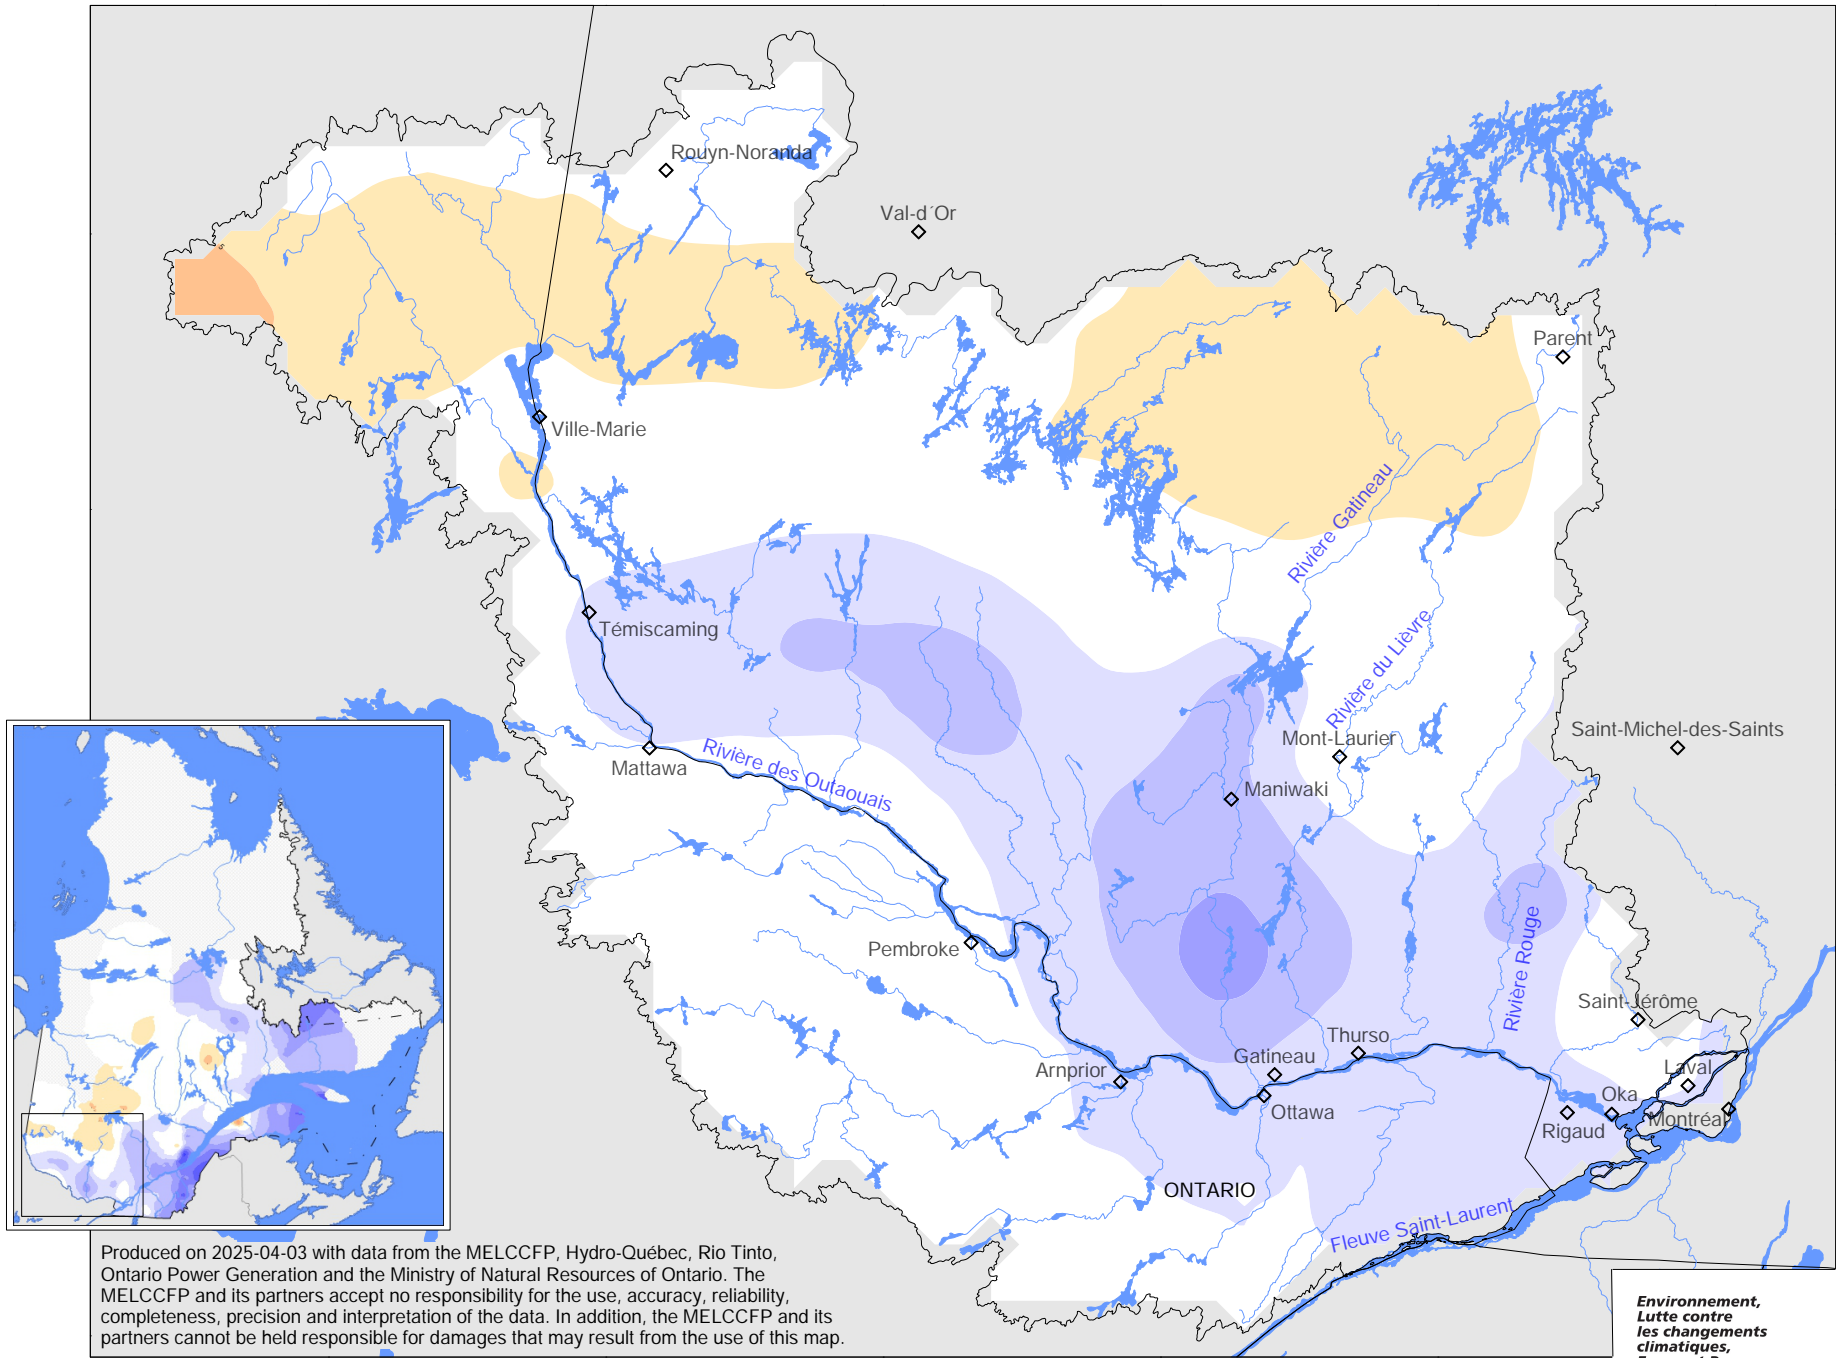 Rouyn-Noranda
Val-d´Or
Parent
Ville-Marie
Rivière Gatineau
Témiscaming
Rivière du Lièvre
Saint-Michel-des-Saints
Mont-Laurier
Mattawa
Rivière des Outaouais
Maniwaki
Pembroke
Rivière Rouge
Saint-Jérôme
Thurso
Gatineau
Arnprior
Laval
Oka
Ottawa
Montréal
Rigaud
ONTARIO
Fleuve Saint-Laurent
Produced on 2025-04-03 with data from the MELCCFP, Hydro-Québec, Rio Tinto,
Ontario Power Generation and the Ministry of Natural Resources of Ontario. The
MELCCFP and its partners accept no responsibility for the use, accuracy, reliability,
completeness, precision and interpretation of the data. In addition, the MELCCFP and its
partners cannot be held responsible for damages that may result from the use of this map.
Environnement,
Lutte contre
les changements
climatiques,